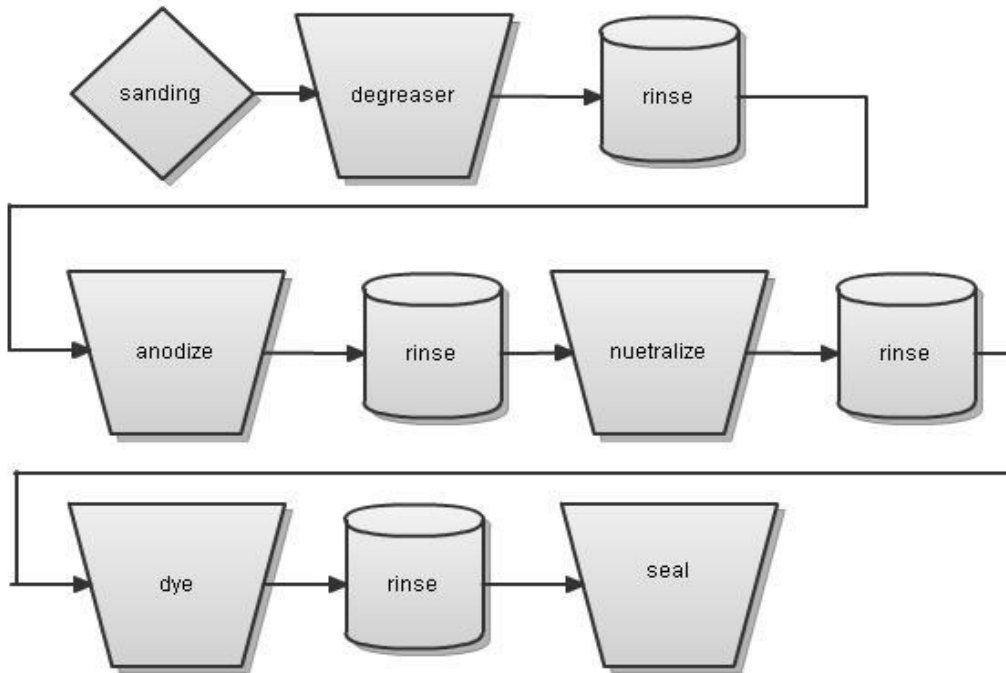 sanding
degreaser
rinse
anodize
rinse
nuetralize
rinse
dye
rinse
seal